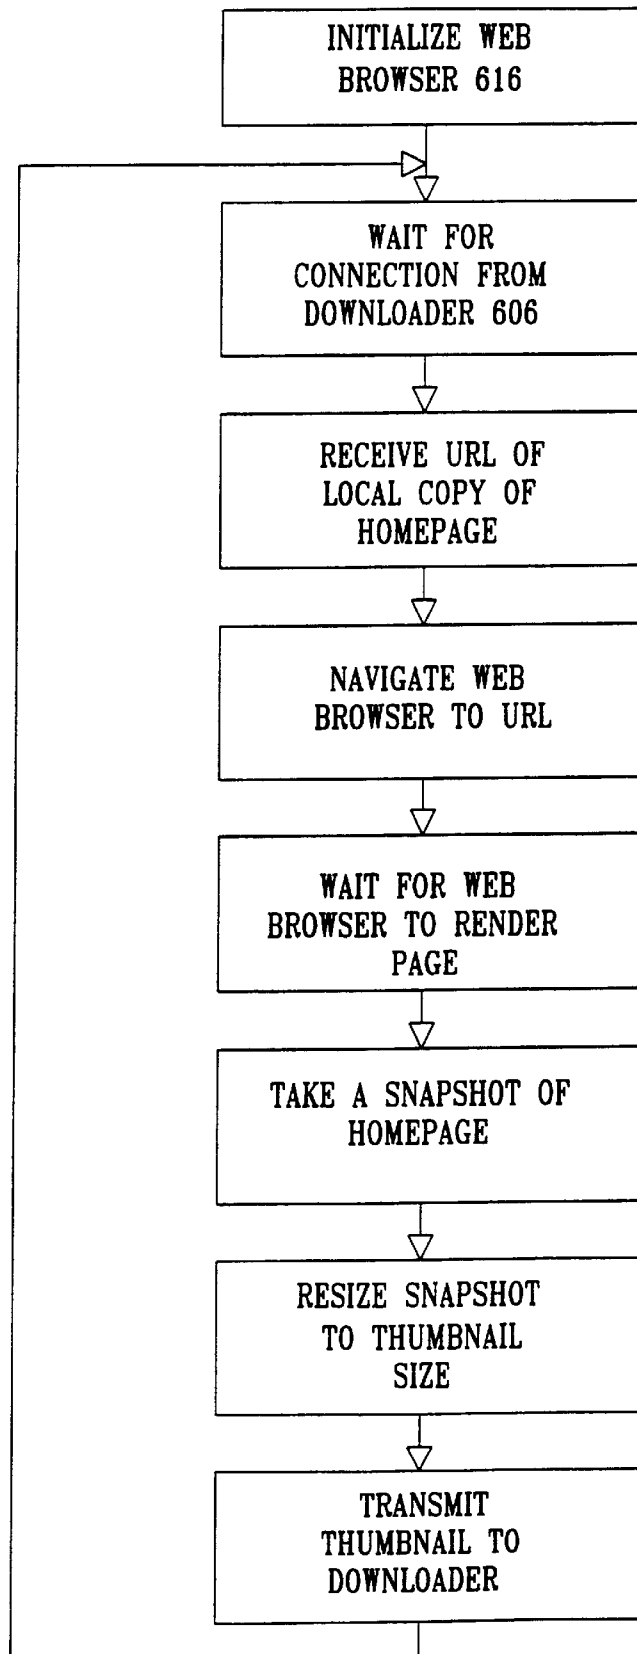 INITIALIZE WEB
BROWSER 616
WAIT FOR
CONNECTION FROM
DOWNLOADER 606
RECEIVE URL OF
LOCAL COPY OF
HOMEPAGE
NAVIGATE WEB
BROWSER TO URL
WAIT FOR WEB
BROWSER TO RENDER
PAGE
TAKE A SNAPSHOT OF
HOMEPAGE
RESIZE SNAPSHOT
TO THUMBNAIL
SIZE
TRANSMIT
THUMBNAIL TO
DOWNLOADER